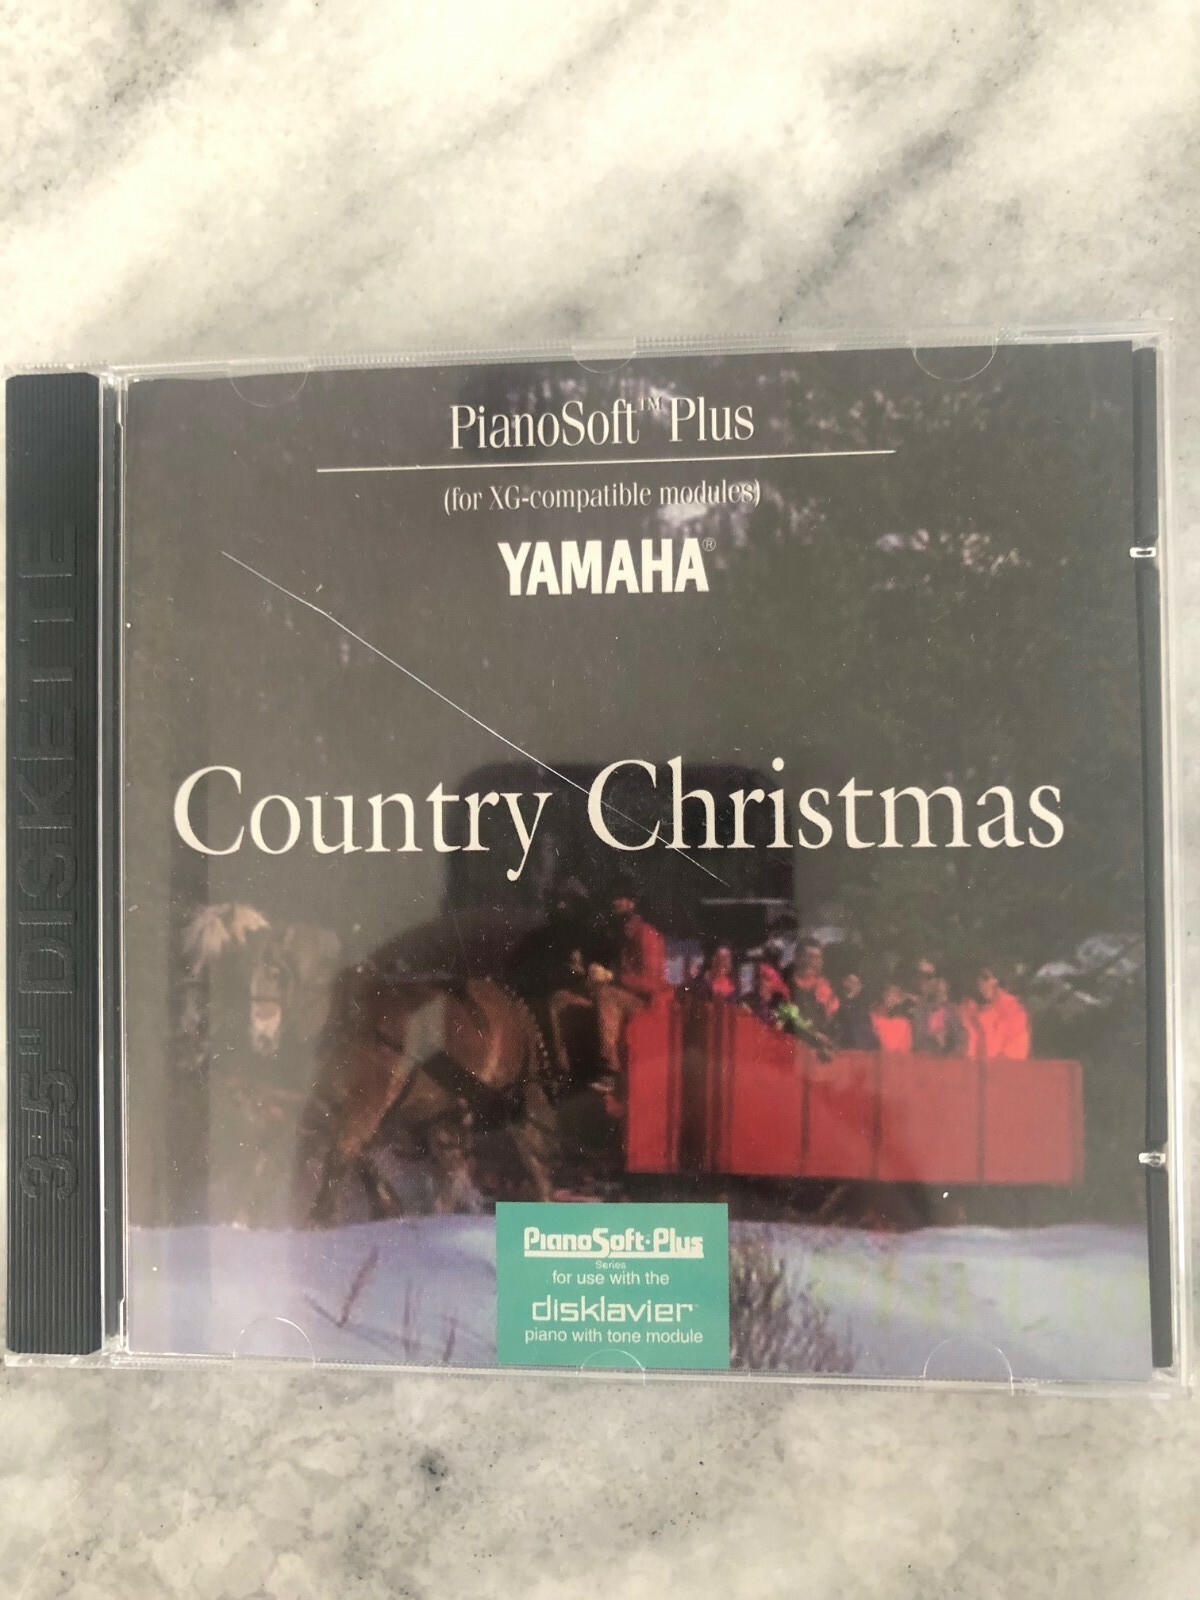 PianoSoft™ Plus
(for XG-compatible modules)
YAMAHA®
Country Christmas
3.5" DISKETTE
PianoSoft·Plus
Series
for use with the
disklavier™
piano with tone module